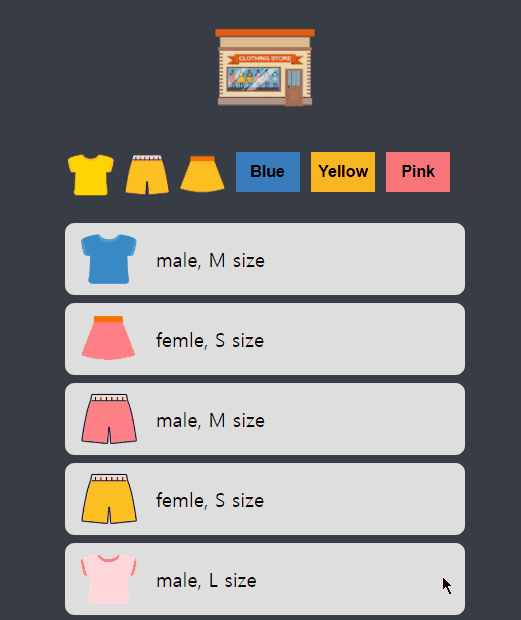 CLOTHING STORE
Blue Yellow Pink
male, M size
femle, S size
male, M size
femle, S size
male, L size